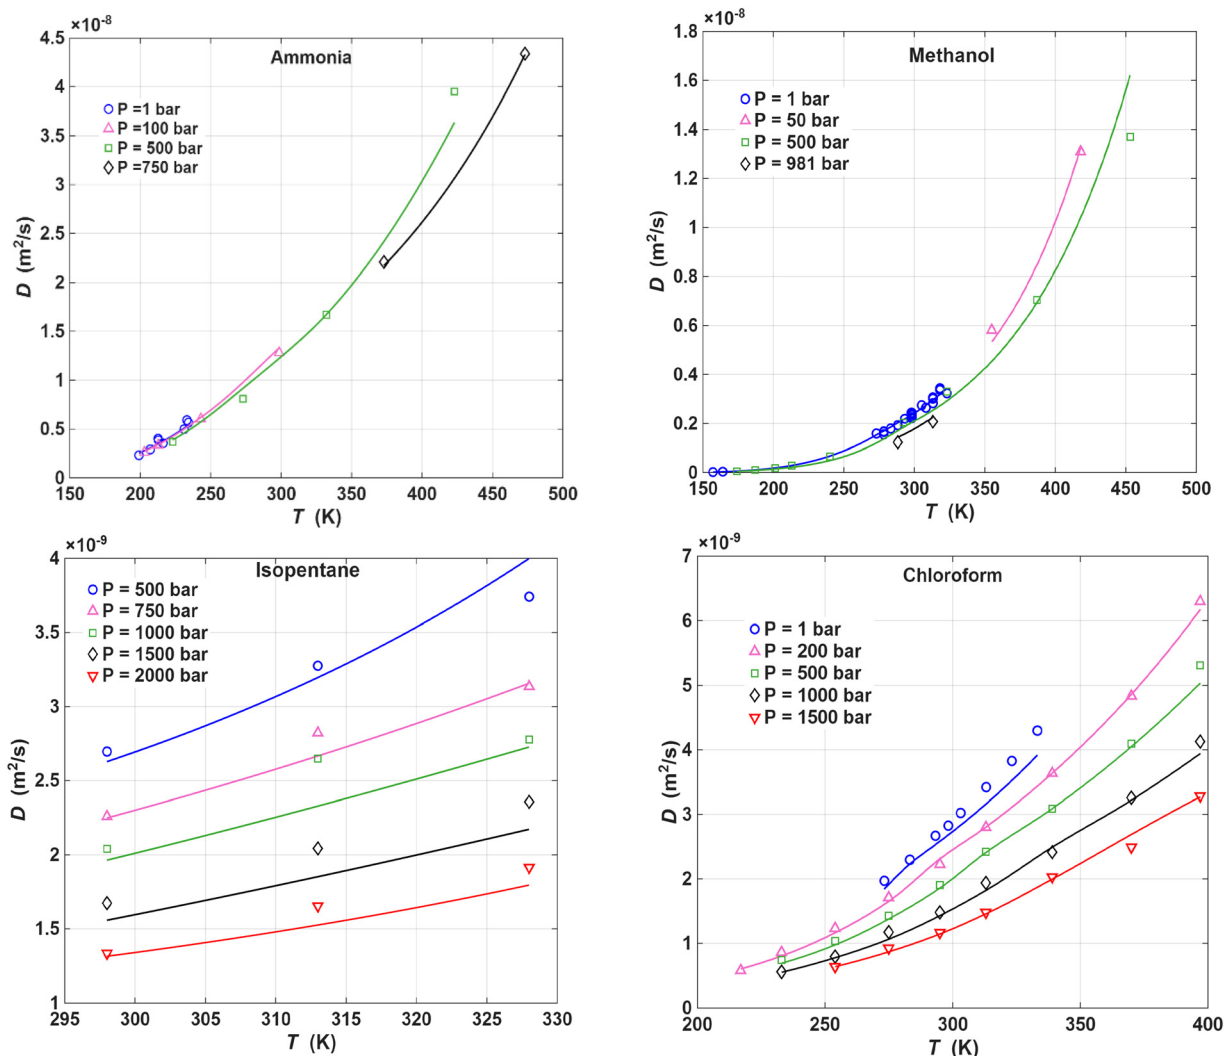 ×10⁻⁸
Ammonia
P =1 bar
P =100 bar
P = 500 bar
P =750 bar
4.5
4
3.5
3
2.5
2
1.5
1
0.5
0
150 200 250 300 350 400 450 500
D (m²/s)
T (K)
×10⁻⁸
Methanol
P = 1 bar
P = 50 bar
P = 500 bar
P = 981 bar
1.8
1.6
1.4
1.2
1
0.8
0.6
0.4
0.2
0
150 200 250 300 350 400 450 500
D (m²/s)
T (K)
×10⁻⁹
Isopentane
P = 500 bar
P = 750 bar
P = 1000 bar
P = 1500 bar
P = 2000 bar
4
3.5
3
2.5
2
1.5
1
295 300 305 310 315 320 325 330
D (m²/s)
T (K)
×10⁻⁹
Chloroform
P = 1 bar
P = 200 bar
P = 500 bar
P = 1000 bar
P = 1500 bar
7
6
5
4
3
2
1
0
200 250 300 350 400
D (m²/s)
T (K)